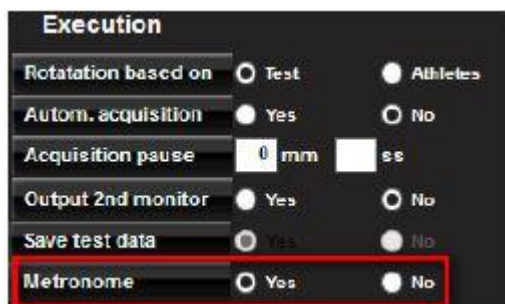 Execution
Rotatation based on Test Athletes
Autom. acquisition Yes No
Acquisition pause 0 mm ss
Output 2nd monitor Yes No
Save test data Yes No
Metronome Yes No